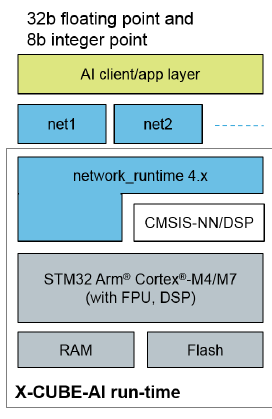 32b floating point and
8b integer point
AI client/app layer
net1
net2
network_runtime 4.x
CMSIS-NN/DSP
STM32 Arm® Cortex®-M4/M7
(with FPU, DSP)
RAM
Flash
X-CUBE-AI run-time